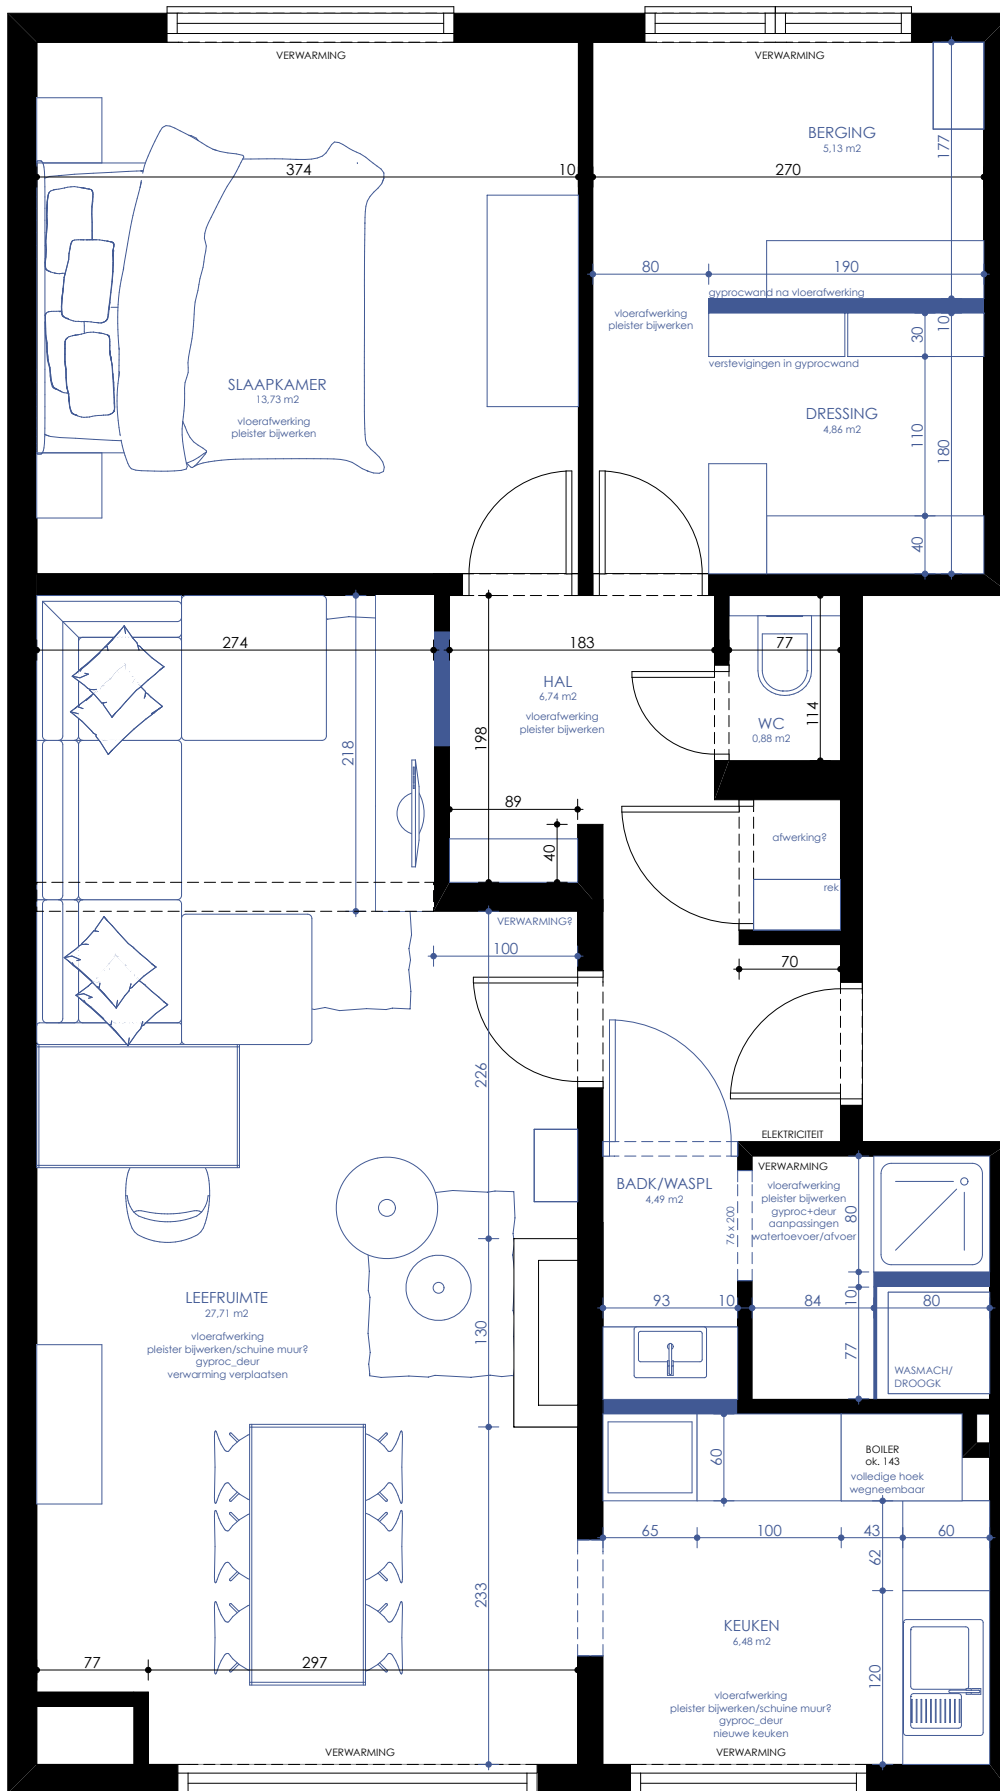 VERWARMING
VERWARMING
BERGING
5,13 m2
177
374
10
270
80
190
gyprocwand na vloerafwerking
vloerafwerking
pleister bijwerken
30
10
verstevigingen in gyprocwand
SLAAPKAMER
13,73 m2
vloerafwerking
pleister bijwerken
DRESSING
4,86 m2
110
180
40
274
183
77
HAL
6,74 m2
vloerafwerking
pleister bijwerken
WC
0,88 m2
114
218
198
89
40
afwerking?
rek
VERWARMING?
100
70
226
ELEKTRICITEIT
VERWARMING
BADK/WASPL
4,49 m2
vloerafwerking
pleister bijwerken
gyproc+deur
aanpassingen
watertoevoer/afvoer
76 x 200
80
LEEFRUIMTE
27,71 m2
vloerafwerking
pleister bijwerken/schuine muur?
gyproc_deur
verwarming verplaatsen
93
10
84
10
80
130
77
WASMACH/
DROOGK
60
BOILER
ok. 143
volledige hoek
wegneembaar
65
100
43
60
62
233
KEUKEN
6,48 m2
120
77
297
vloerafwerking
pleister bijwerken/schuine muur?
gyproc_deur
nieuwe keuken
VERWARMING
VERWARMING